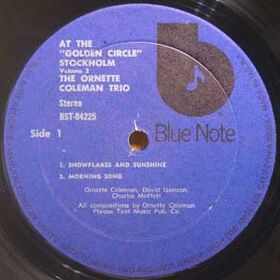 AT THE
"GOLDEN CIRCLE"
STOCKHOLM
Volume 2
THE ORNETTE
COLEMAN TRIO
Stereo
BST-84225
Side 1
Blue Note
1. SNOWFLAKES AND SUNSHINE
2. MORNING SONG
Ornette Coleman, David Izenzon,
Charles Moffett
All compositions by Ornette Coleman
Phrase Text Music Pub. Co.